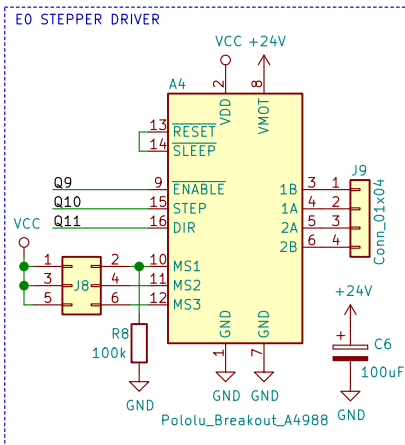 E0 STEPPER DRIVER
VCC +24V
A4
2 8
VDD VMOT
13 RESET
14 SLEEP
J9
Q9 9 ENABLE 1B 3 1
Q10 15 STEP 1A 4 2
Q11 16 DIR 2A 5 3
2B 6 4
Conn_01x04
VCC
1 2 10 MS1
3 J8 4 11 MS2
5 6 12 MS3
+24V
R8
100k
GND GND
1 7
+
C6
100uF
GND GND GND GND
Pololu_Breakout_A4988